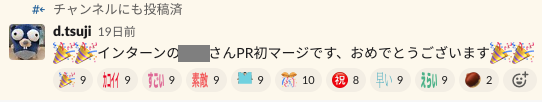 チャンネルにも投稿済
d.tsuji 19日前
インターンのさんPR初マージです、おめでとうございます
9 カコイイ 9 すごい 9 素敵 9 9 10 祝 8 早い 9 えらい 9 2